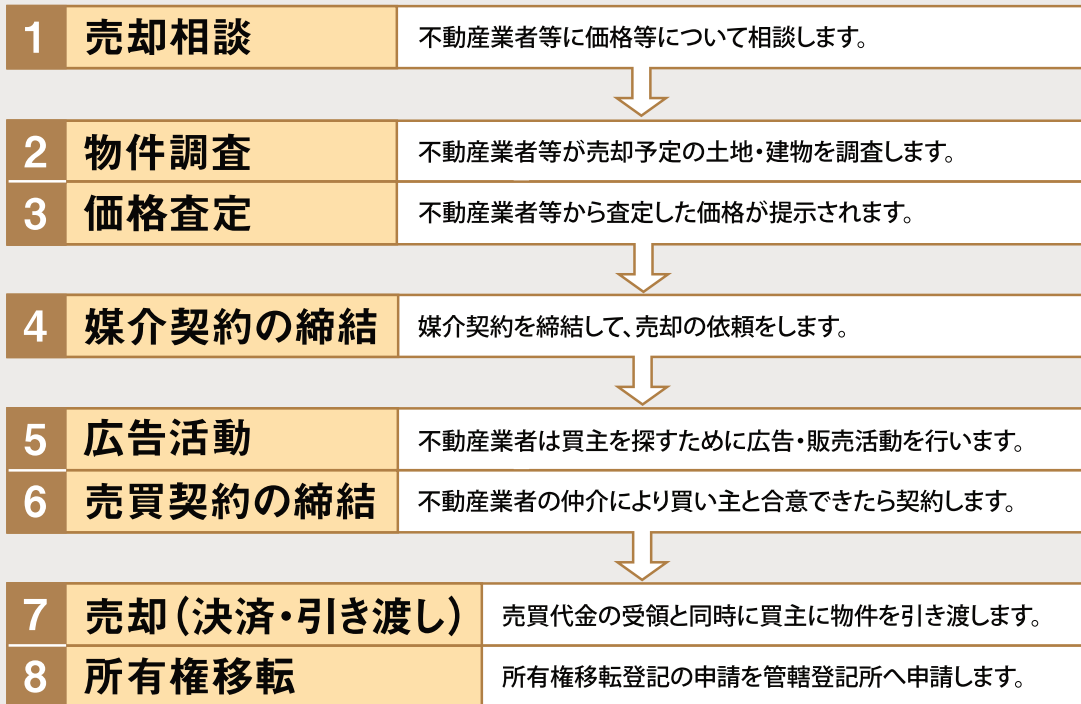 1 売却相談 不動産業者等に価格等について相談します。
2 物件調査 不動産業者等が売却予定の土地・建物を調査します。
3 価格査定 不動産業者等から査定した価格が提示されます。
4 媒介契約の締結 媒介契約を締結して、売却の依頼をします。
5 広告活動 不動産業者は買主を探すために広告・販売活動を行います。
6 売買契約の締結 不動産業者の仲介により買い主と合意できたら契約します。
7 売却(決済・引き渡し) 売買代金の受領と同時に買主に物件を引き渡します。
8 所有権移転 所有権移転登記の申請を管轄登記所へ申請します。